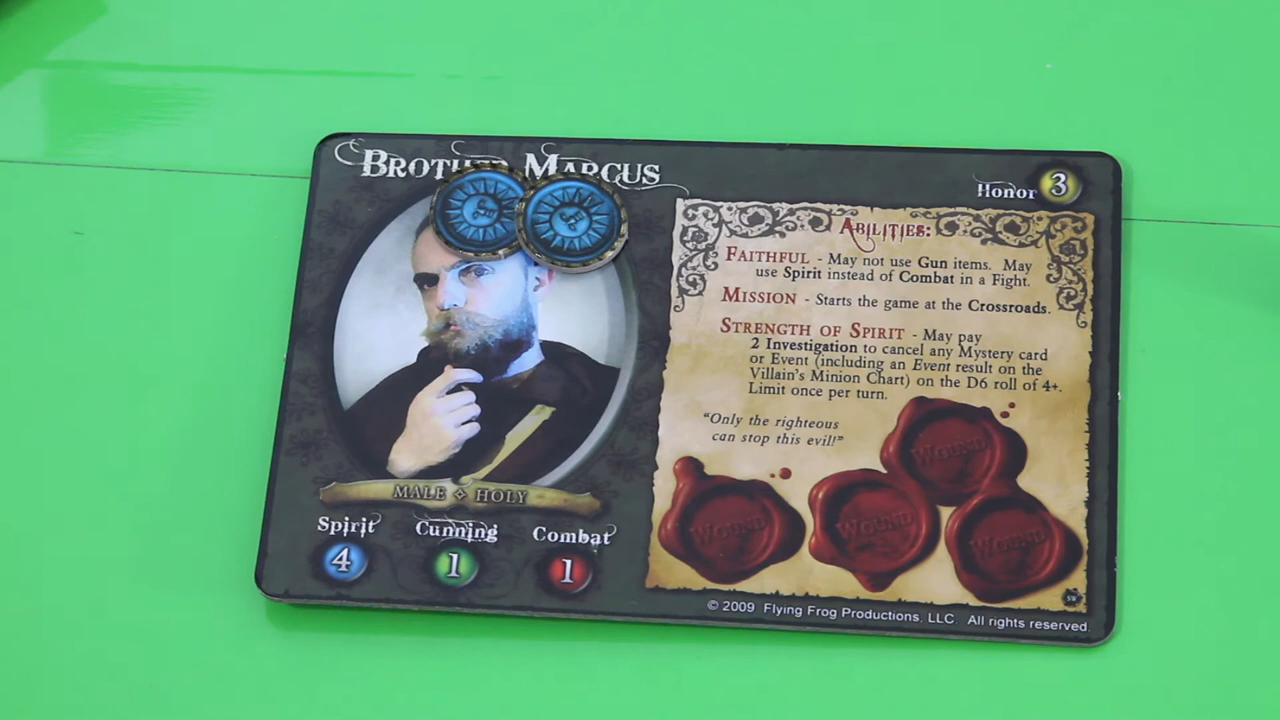 BROTHER MARCUS
Honor 3
ABILITIES:
FAITHFUL - May not use Gun items. May
use Spirit instead of Combat in a Fight.
MISSION - Starts the game at the Crossroads.
STRENGTH OF SPIRIT - May pay
2 Investigation to cancel any Mystery card
or Event (including an Event result on the
Villain's Minion Chart) on the D6 roll of 4+.
Limit once per turn.
"Only the righteous
can stop this evil!"
WOUND
WOUND
WOUND
WOUND
MALE ✧ HOLY
Spirit Cunning Combat
4 1 1
© 2009 Flying Frog Productions, LLC. All rights reserved.